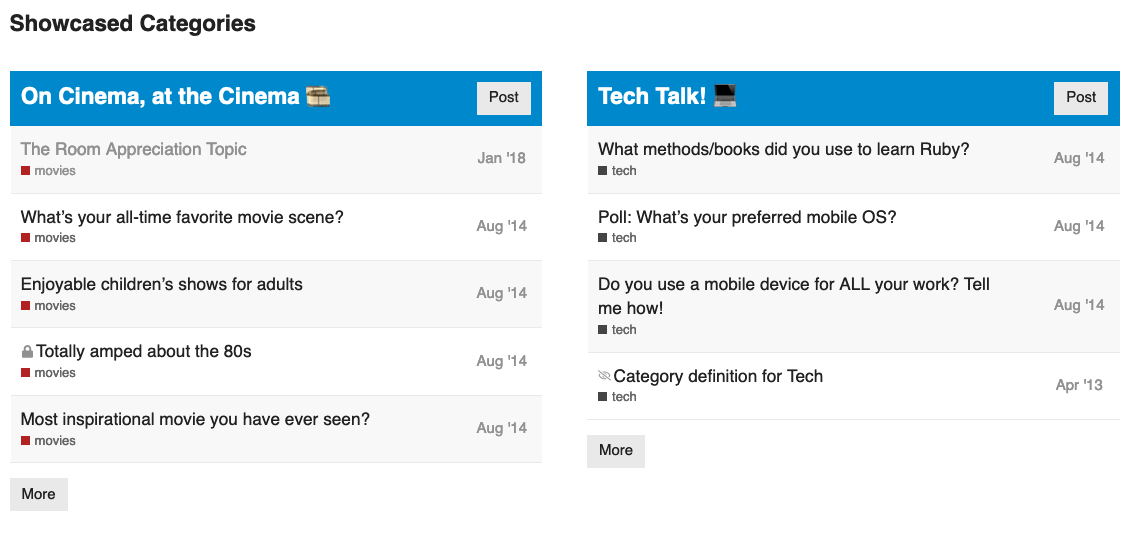 Showcased Categories
On Cinema, at the Cinema
Post
The Room Appreciation Topic
Jan '18
movies
What's your all-time favorite movie scene?
Aug '14
movies
Enjoyable children's shows for adults
Aug '14
movies
Totally amped about the 80s
Aug '14
movies
Most inspirational movie you have ever seen?
Aug '14
movies
More
Tech Talk!
Post
What methods/books did you use to learn Ruby?
Aug '14
tech
Poll: What's your preferred mobile OS?
Aug '14
tech
Do you use a mobile device for ALL your work? Tell
me how!
Aug '14
tech
Category definition for Tech
Apr '13
tech
More